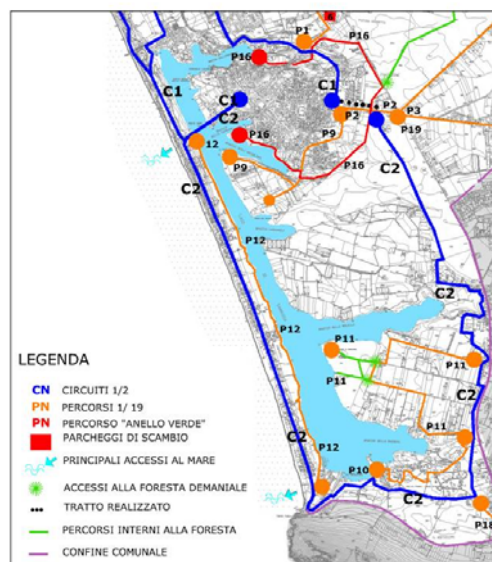 6
P1
P16
P16
C1
C1
C1
C2
P2
P2
P3
P19
P16
12
P9
P9
P16
C2
C2
P12
C2
P12
P11
P11
P11
C2
P11
C2
P12
P10
C2
P18
LEGENDA
CN CIRCUITI 1/2
PN PERCORSI 1/ 19
PN PERCORSO "ANELLO VERDE"
PARCHEGGI DI SCAMBIO
PRINCIPALI ACCESSI AL MARE
ACCESSI ALLA FORESTA DEMANIALE
TRATTO REALIZZATO
PERCORSI INTERNI ALLA FORESTA
CONFINE COMUNALE